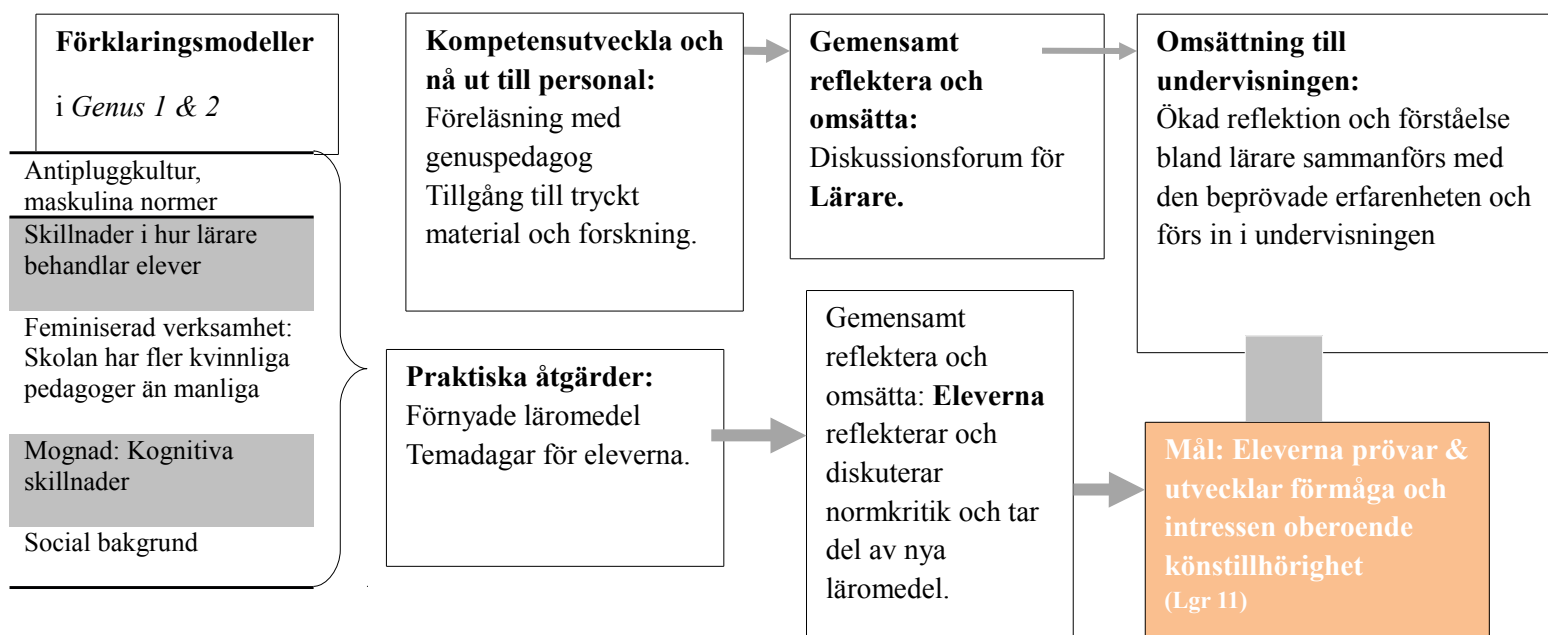 Förklaringsmodeller
i Genus 1 & 2
Antipluggkultur,
maskulina normer
Skillnader i hur lärare
behandlar elever
Feminiserad verksamhet:
Skolan har fler kvinnliga
pedagoger än manliga
Mognad: Kognitiva
skillnader
Social bakgrund
Kompetensutveckla och
nå ut till personal:
Föreläsning med
genuspedagog
Tillgång till tryckt
material och forskning.
Gemensamt
reflektera och
omsätta:
Diskussionsforum för
Lärare.
Omsättning till
undervisningen:
Ökad reflektion och förståelse
bland lärare sammanförs med
den beprövade erfarenheten och
förs in i undervisningen
Praktiska åtgärder:
Förnyade läromedel
Temadagar för eleverna.
Gemensamt
reflektera och
omsätta: Eleverna
reflekterar och
diskuterar
normkritik och tar
del av nya
läromedel.
Mål: Eleverna prövar &
utvecklar förmåga och
intressen oberoende
könstillhörighet
(Lgr 11)